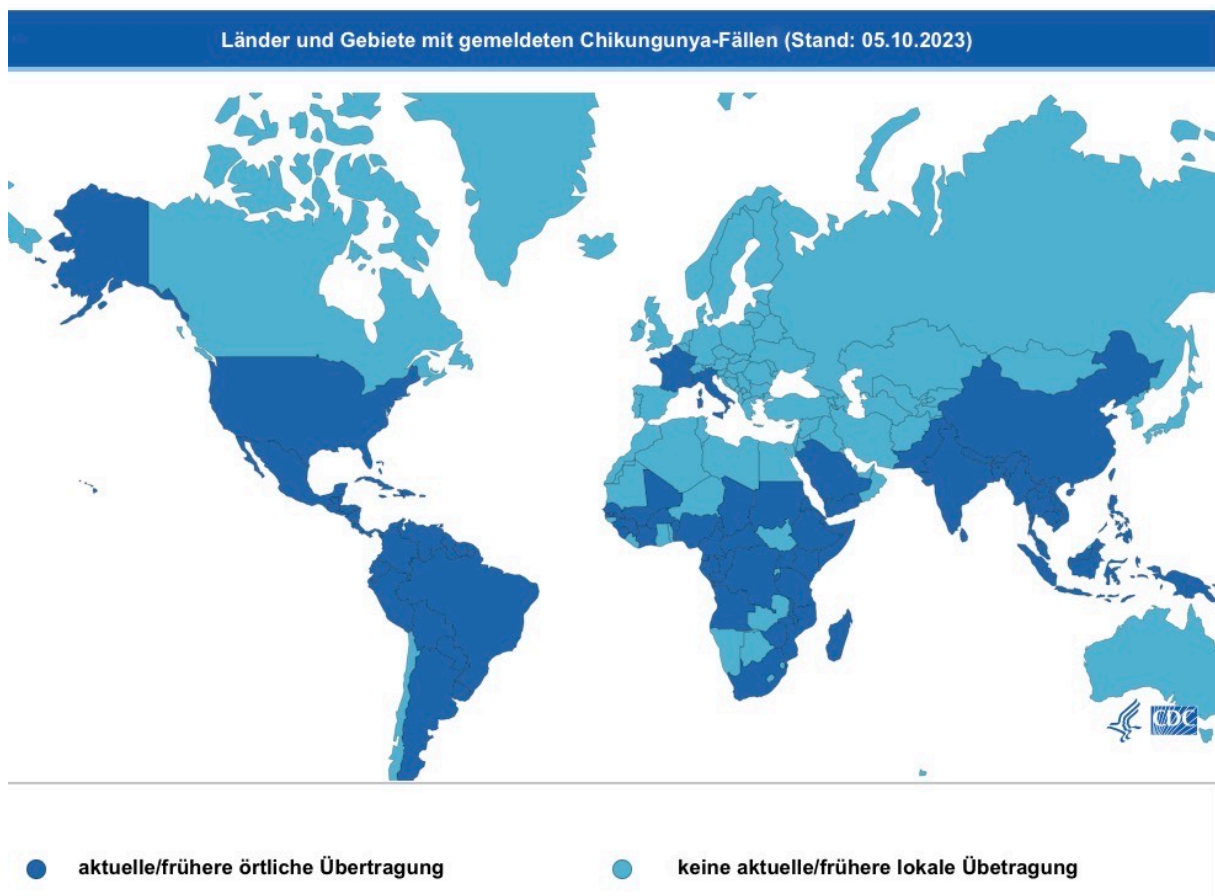 Länder und Gebiete mit gemeldeten Chikungunya-Fällen (Stand: 05.10.2023)
CDC
aktuelle/frühere örtliche Übertragung
keine aktuelle/frühere lokale Übetragung